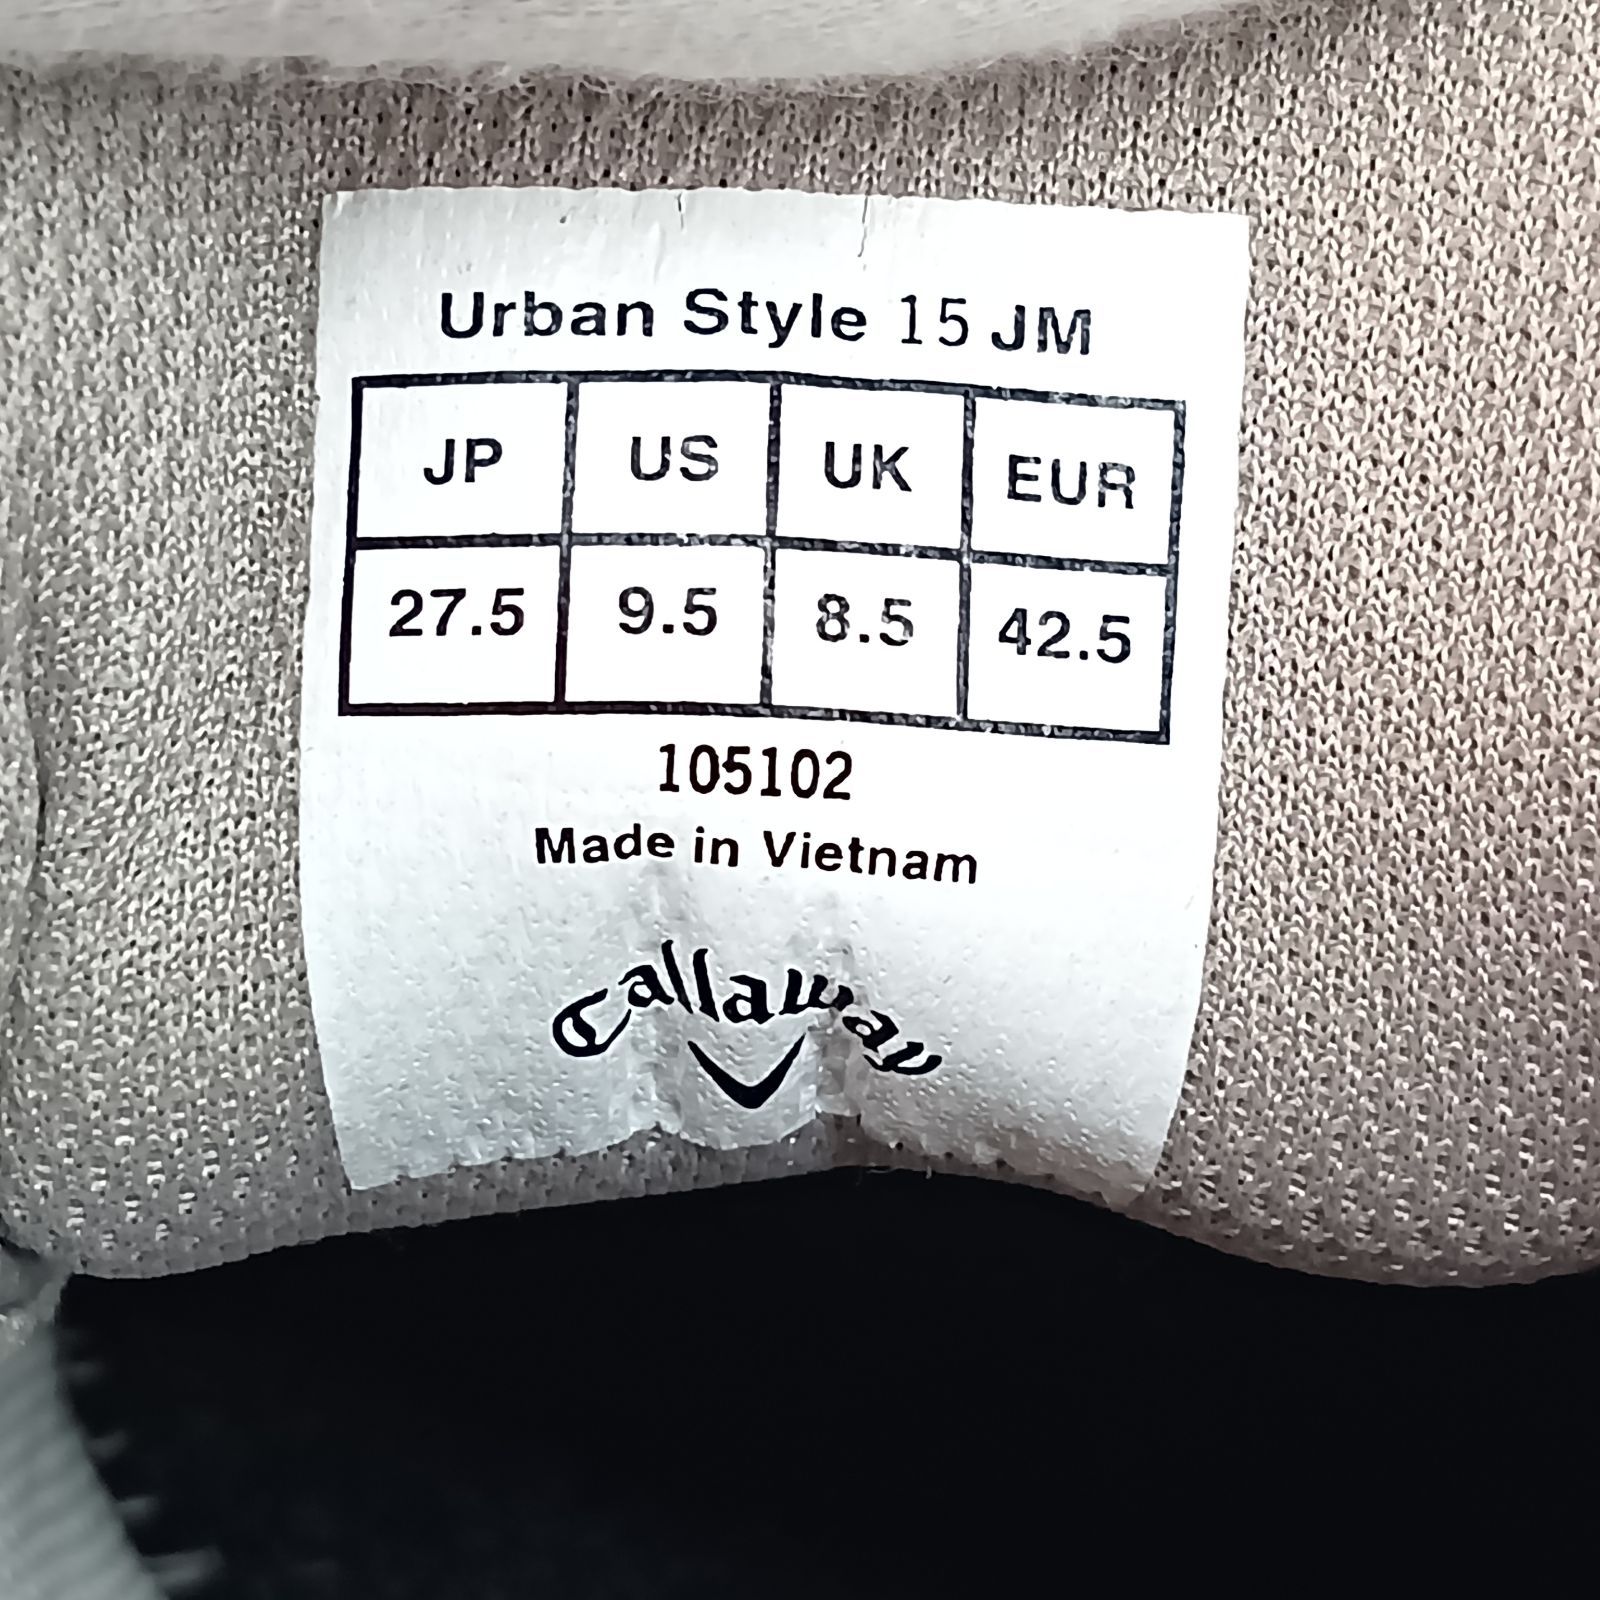 Urban Style 15 JM
JP US UK EUR
27.5 9.5 8.5 42.5
105102
Made in Vietnam
Callaway